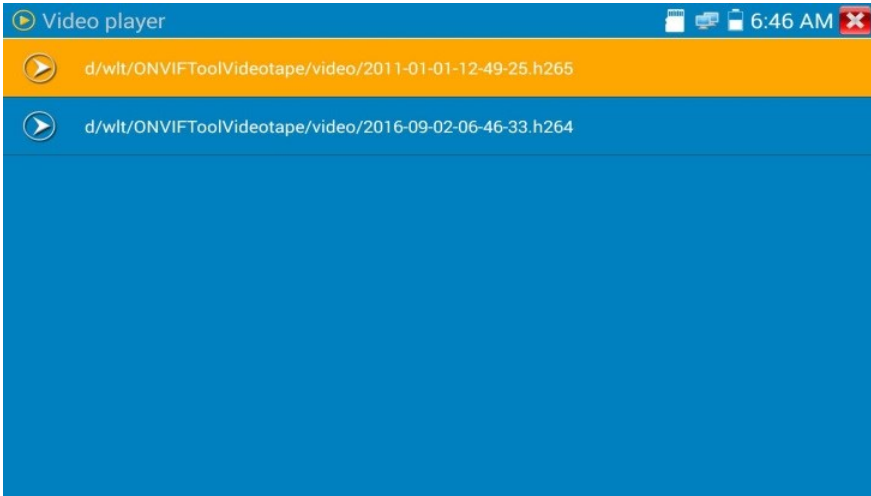 Video player
6:46 AM
d/wlt/ONVIFToolVideotape/video/2011-01-01-12-49-25.h265
d/wlt/ONVIFToolVideotape/video/2016-09-02-06-46-33.h264